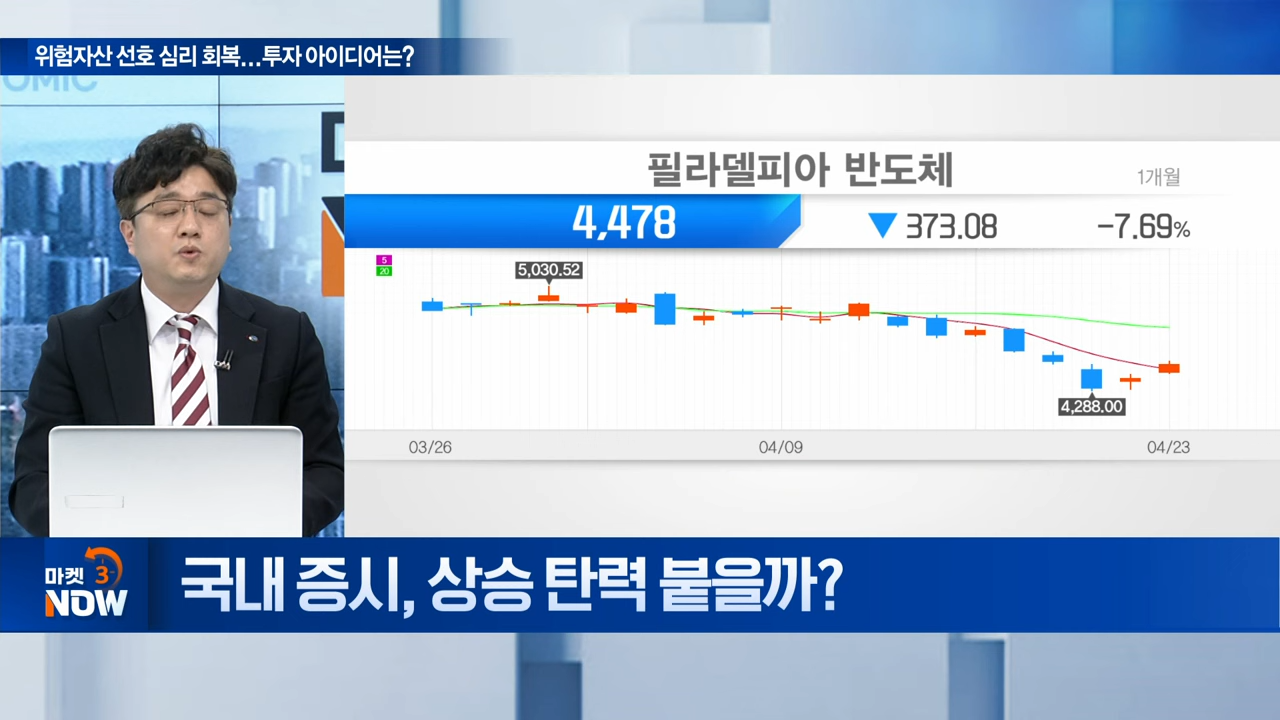 위험자산 선호 심리 회복...투자 아이디어는?
OMIC
필라델피아 반도체
1개월
4,478 ▼ 373.08 -7.69%
5
20
5,030.52
4,288.00
03/26 04/09 04/23
마켓 3
NOW
국내 증시, 상승 탄력 붙을까?